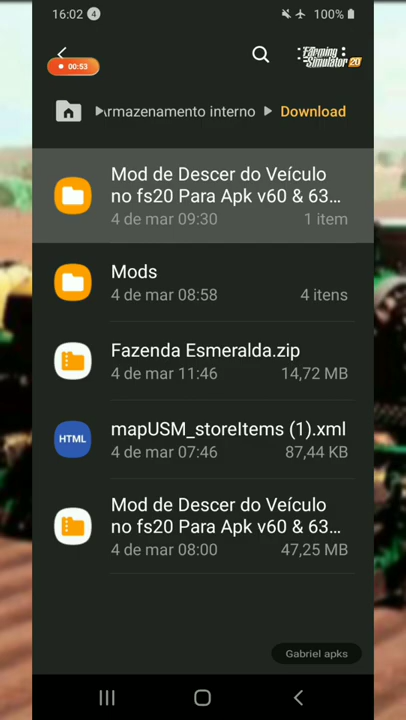 16:02 4 100%
00:53
Farming Simulator 20
rmazenamento interno Download
Mod de Descer do Veículo
no fs20 Para Apk v60 & 63...
4 de mar 09:30 1 item
Mods
4 de mar 08:58 4 itens
Fazenda Esmeralda.zip
4 de mar 11:46 14,72 MB
HTML
mapUSM_storeItems (1).xml
4 de mar 07:46 87,44 KB
Mod de Descer do Veículo
no fs20 Para Apk v60 & 63...
4 de mar 08:00 47,25 MB
Gabriel apks